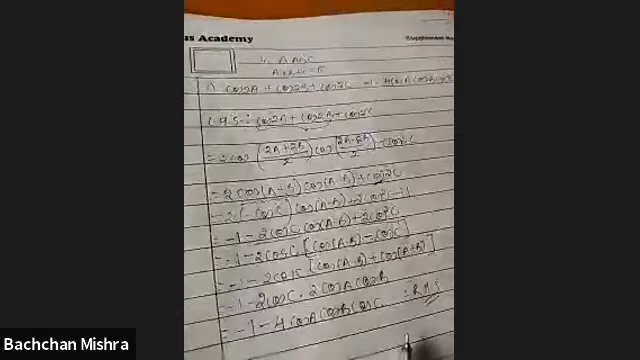 us Academy
In Δ ABC
A+B+C = π
1) cos2A + cos2B + cos2C = -1 - 4cosA cosB cosC
L.H.S = cos2A + cos2B + cos2C
= 2cos (2A+2B/2) cos (2A-2B/2) + cos2C
= 2cos(A+B) cos(A-B) + cos2C
= 2(-cosC) cos(A-B) + 2cos²C-1
= -1 - 2cosC cos(A-B) + 2cos²C
= -1 - 2cosC [cos(A-B) - cosC]
= -1 - 2cosC [cos(A-B) + cos(A+B)]
= -1 - 2cosC . 2cosA cosB
= -1 - 4cosA cosB cosC = R.H.S
Bachchan Mishra